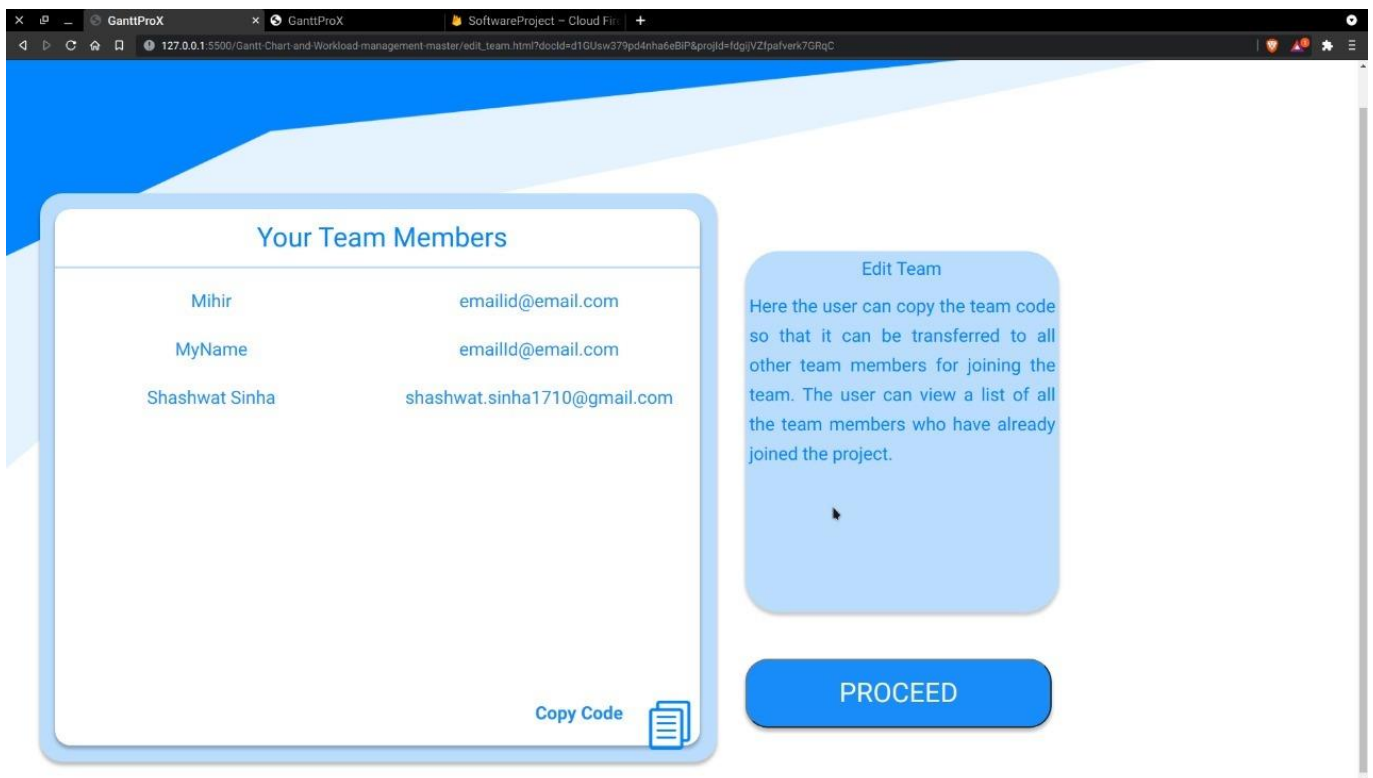 GanttProX
GanttProX
SoftwareProject – Cloud Fir
127.0.0.1:5500/Gantt-Chart-and-Workload-management-master/edit_team.html?docId=d1GUsw379pd4nha6eBiP&projId=fdgijVZfpafverk7GRqC
Your Team Members
Mihir emailid@email.com
MyName emailId@email.com
Shashwat Sinha shashwat.sinha1710@gmail.com
Copy Code
Edit Team
Here the user can copy the team code
so that it can be transferred to all
other team members for joining the
team. The user can view a list of all
the team members who have already
joined the project.
PROCEED